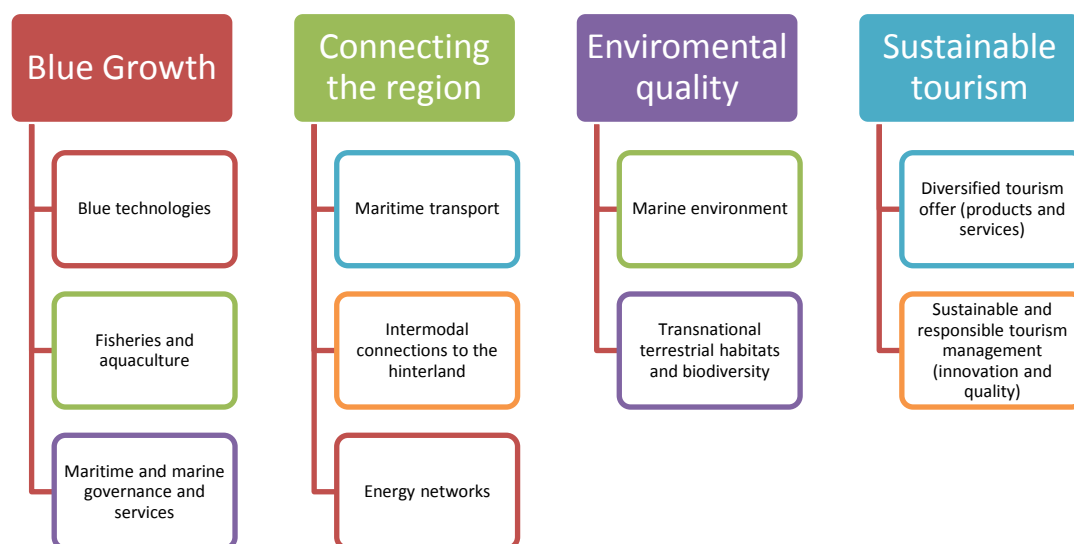 Blue Growth
Blue technologies
Fisheries and
aquaculture
Maritime and marine
governance and
services
Connecting
the region
Maritime transport
Intermodal
connections to the
hinterland
Energy networks
Enviromental
quality
Marine environment
Transnational
terrestrial habitats
and biodiversity
Sustainable
tourism
Diversified tourism
offer (products and
services)
Sustainable and
responsible tourism
management
(innovation and
quality)